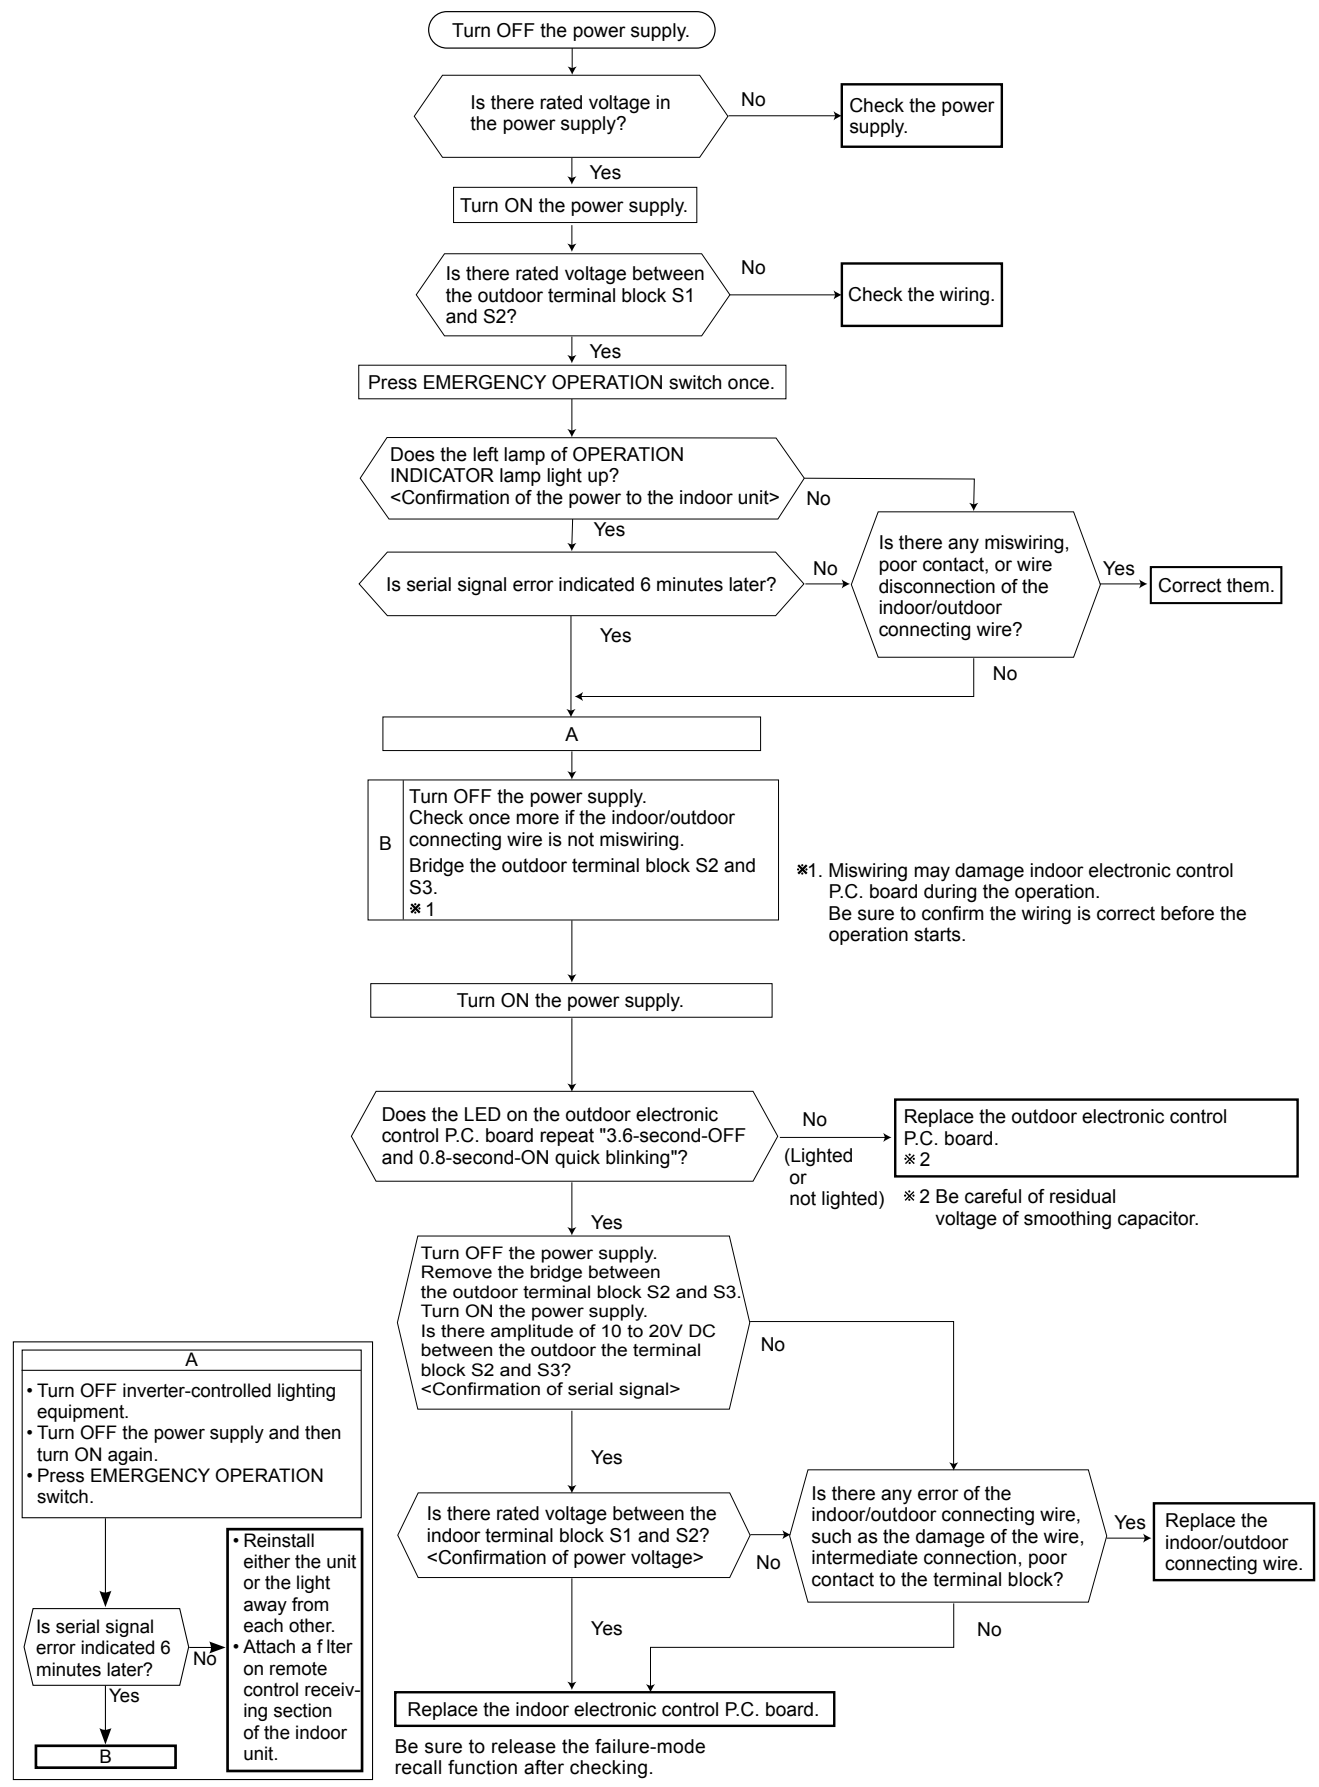 Turn OFF the power supply.
Is there rated voltage in
the power supply?
No
Check the power
supply.
Yes
Turn ON the power supply.
Is there rated voltage between
the outdoor terminal block S1
and S2?
No
Check the wiring.
Yes
Press EMERGENCY OPERATION switch once.
Does the left lamp of OPERATION
INDICATOR lamp light up?
<Confirmation of the power to the indoor unit>
No
Yes
Is serial signal error indicated 6 minutes later?
No
Is there any miswiring,
poor contact, or wire
disconnection of the
indoor/outdoor
connecting wire?
Yes
Correct them.
Yes
No
A
B
Turn OFF the power supply.
Check once more if the indoor/outdoor
connecting wire is not miswiring.
Bridge the outdoor terminal block S2 and
S3.
※ 1
※1. Miswiring may damage indoor electronic control
P.C. board during the operation.
Be sure to confirm the wiring is correct before the
operation starts.
Turn ON the power supply.
Does the LED on the outdoor electronic
control P.C. board repeat "3.6-second-OFF
and 0.8-second-ON quick blinking"?
No
(Lighted
or
not lighted)
Replace the outdoor electronic control
P.C. board.
※ 2
※ 2 Be careful of residual
voltage of smoothing capacitor.
Yes
Turn OFF the power supply.
Remove the bridge between
the outdoor terminal block S2 and S3.
Turn ON the power supply.
Is there amplitude of 10 to 20V DC
between the outdoor the terminal
block S2 and S3?
<Confirmation of serial signal>
No
Yes
Is there rated voltage between the
indoor terminal block S1 and S2?
<Confirmation of power voltage>
No
Is there any error of the
indoor/outdoor connecting wire,
such as the damage of the wire,
intermediate connection, poor
contact to the terminal block?
Yes
Replace the
indoor/outdoor
connecting wire.
Yes
No
Replace the indoor electronic control P.C. board.
Be sure to release the failure-mode
recall function after checking.
A
• Turn OFF inverter-controlled lighting
equipment.
• Turn OFF the power supply and then
turn ON again.
• Press EMERGENCY OPERATION
switch.
Is serial signal
error indicated 6
minutes later?
No
• Reinstall
either the unit
or the light
away from
each other.
• Attach a f lter
on remote
control receiv-
ing section
of the indoor
unit.
Yes
B